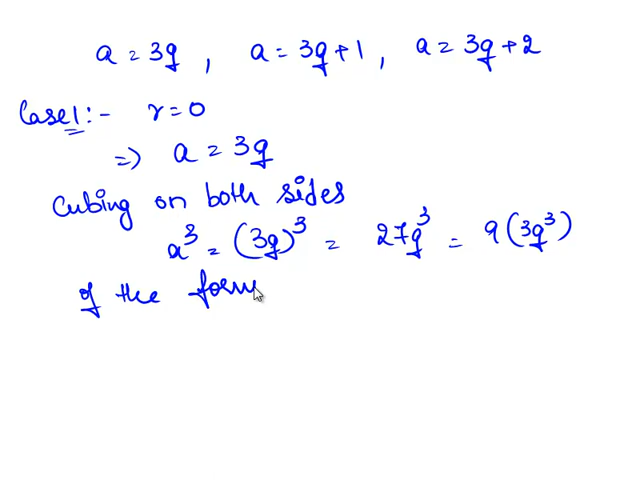 a = 3q , a = 3q+1 , a = 3q+2
Case1:- r=0
=) a = 3q
Cubing on both sides
a³ = (3q)³ = 27q³ = 9(3q³)
of the form